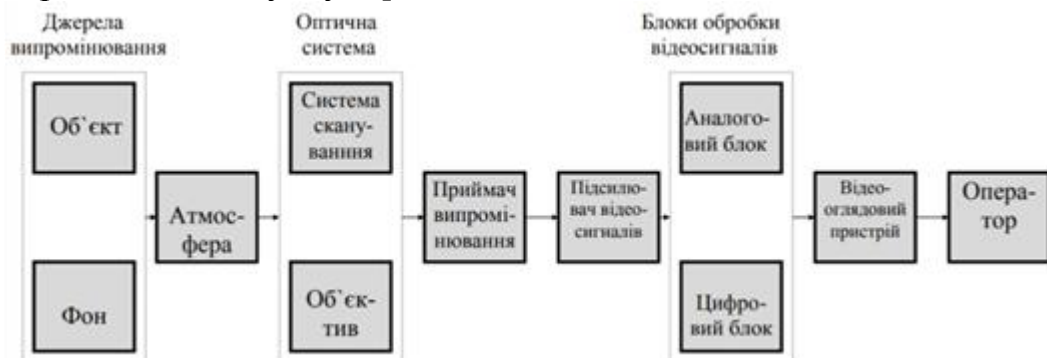 Джерела
випромінювання
Об`єкт
Фон
Атмос-
фера
Оптична
система
Система
скану-
ванння
Об`єк-
тив
Приймач
випромі-
нювання
Підсилю-
вач відео-
сигналів
Блоки обробки
відеосигналів
Аналого-
вий блок
Цифро-
вий блок
Відео-
оглядовий
пристрій
Опера-
тор